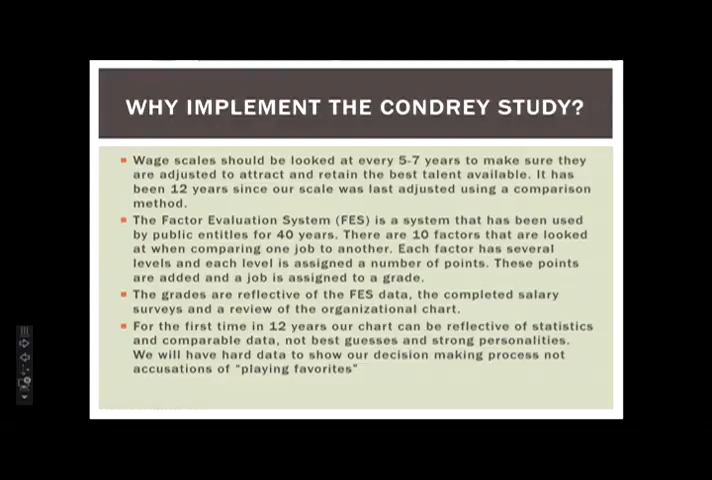 WHY IMPLEMENT THE CONDREY STUDY?
Wage scales should be looked at every 5-7 years to make sure they
are adjusted to attract and retain the best talent available. It has
been 12 years since our scale was last adjusted using a comparison
method.
The Factor Evaluation System (FES) is a system that has been used
by public entitles for 40 years. There are 10 factors that are looked
at when comparing one job to another. Each factor has several
levels and each level is assigned a number of points. These points
are added and a job is assigned to a grade.
The grades are reflective of the FES data, the completed salary
surveys and a review of the organizational chart.
For the first time in 12 years our chart can be reflective of statistics
and comparable data, not best guesses and strong personalities.
We will have hard data to show our decision making process not
accusations of "playing favorites"